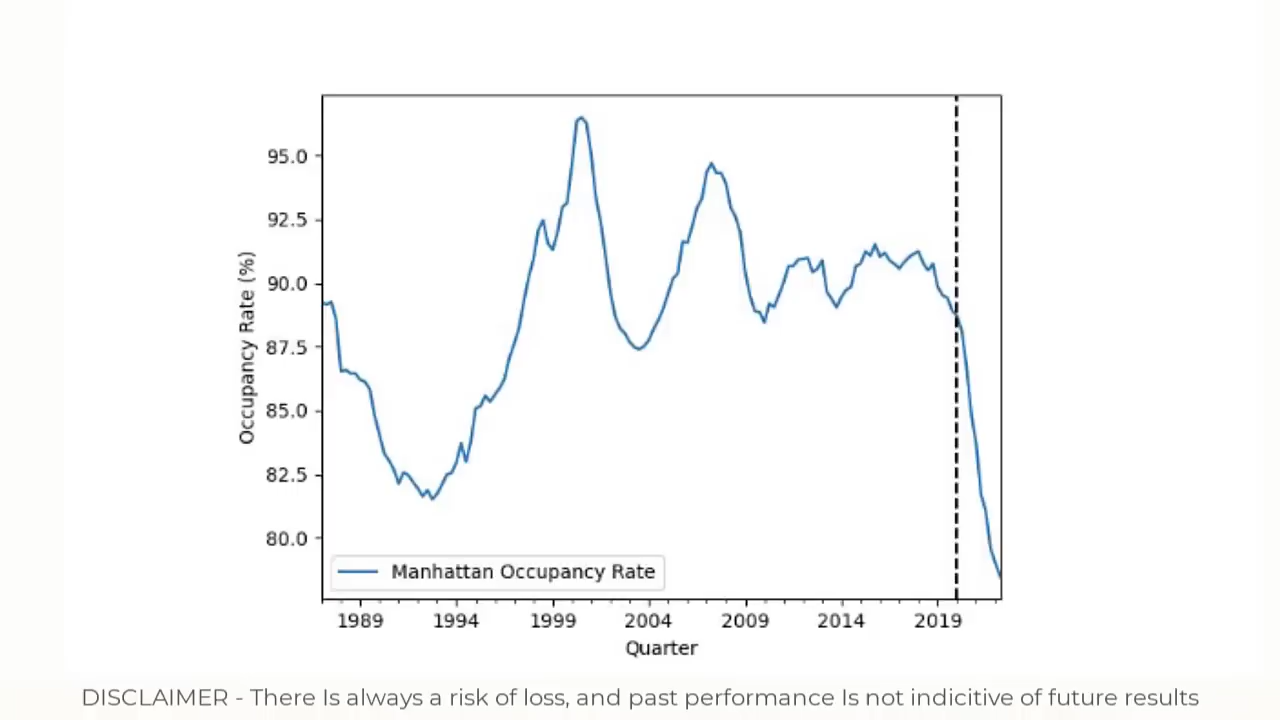 95.0
92.5
90.0
87.5
85.0
82.5
80.0
Occupancy Rate (%)
Manhattan Occupancy Rate
1989 1994 1999 2004 2009 2014 2019
Quarter
DISCLAIMER - There Is always a risk of loss, and past performance Is not indicitive of future results